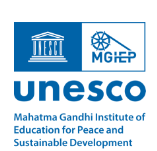 MGIEP
unesco
Mahatma Gandhi Institute of
Education for Peace and
Sustainable Development